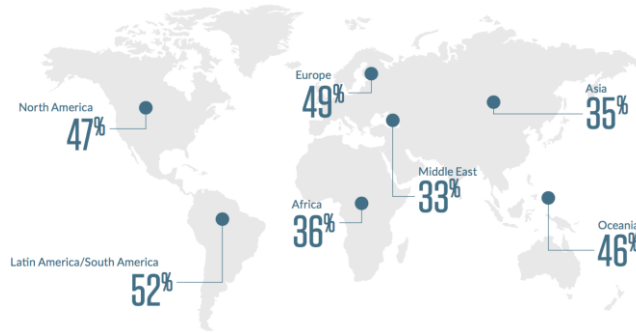 Europe
49%
Asia
35%
North America
47%
Middle East
33%
Africa
36%
Oceania
46%
Latin America/South America
52%